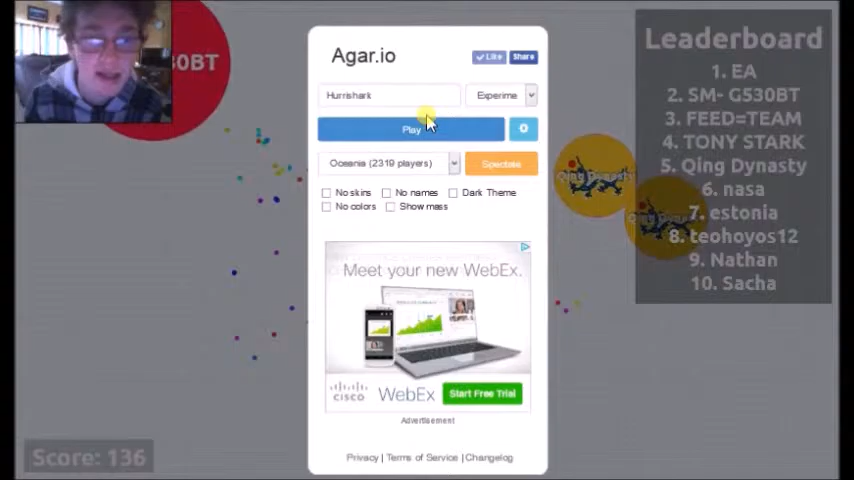 30BT
Agar.io
Like
Share
Hurrishark
Experime
Play
Oceania (2319 players)
Spectate
No skins
No names
Dark Theme
No colors
Show mass
Meet your new WebEx.
CISCO
WebEx
Start Free Trial
Advertisement
Privacy | Terms of Service | Changelog
Score: 136
Qing Dynasty
Qing Dynasty
Leaderboard
1. EA
2. SM- G530BT
3. FEED=TEAM
4. TONY STARK
5. Qing Dynasty
6. nasa
7. estonia
8. teohoyos12
9. Nathan
10. Sacha